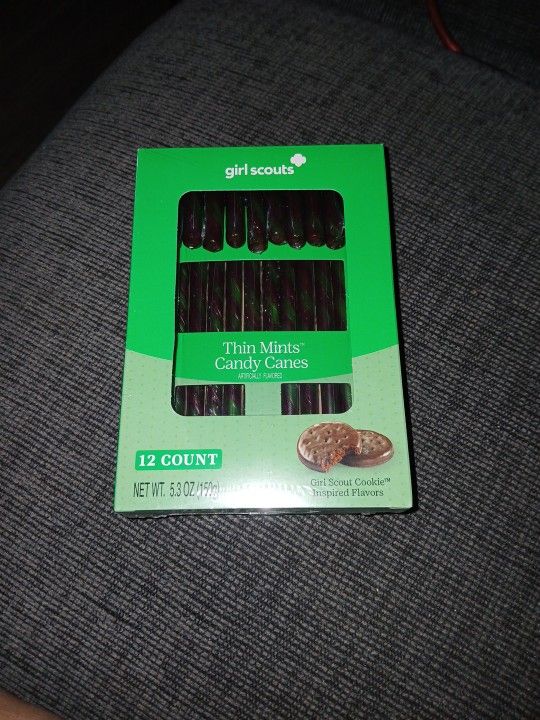 girl scouts
Thin Mints™
Candy Canes
ARTIFICIALLY FLAVORED
12 COUNT
NET WT. 5.3 OZ (150g)
Girl Scout Cookie™
Inspired Flavors